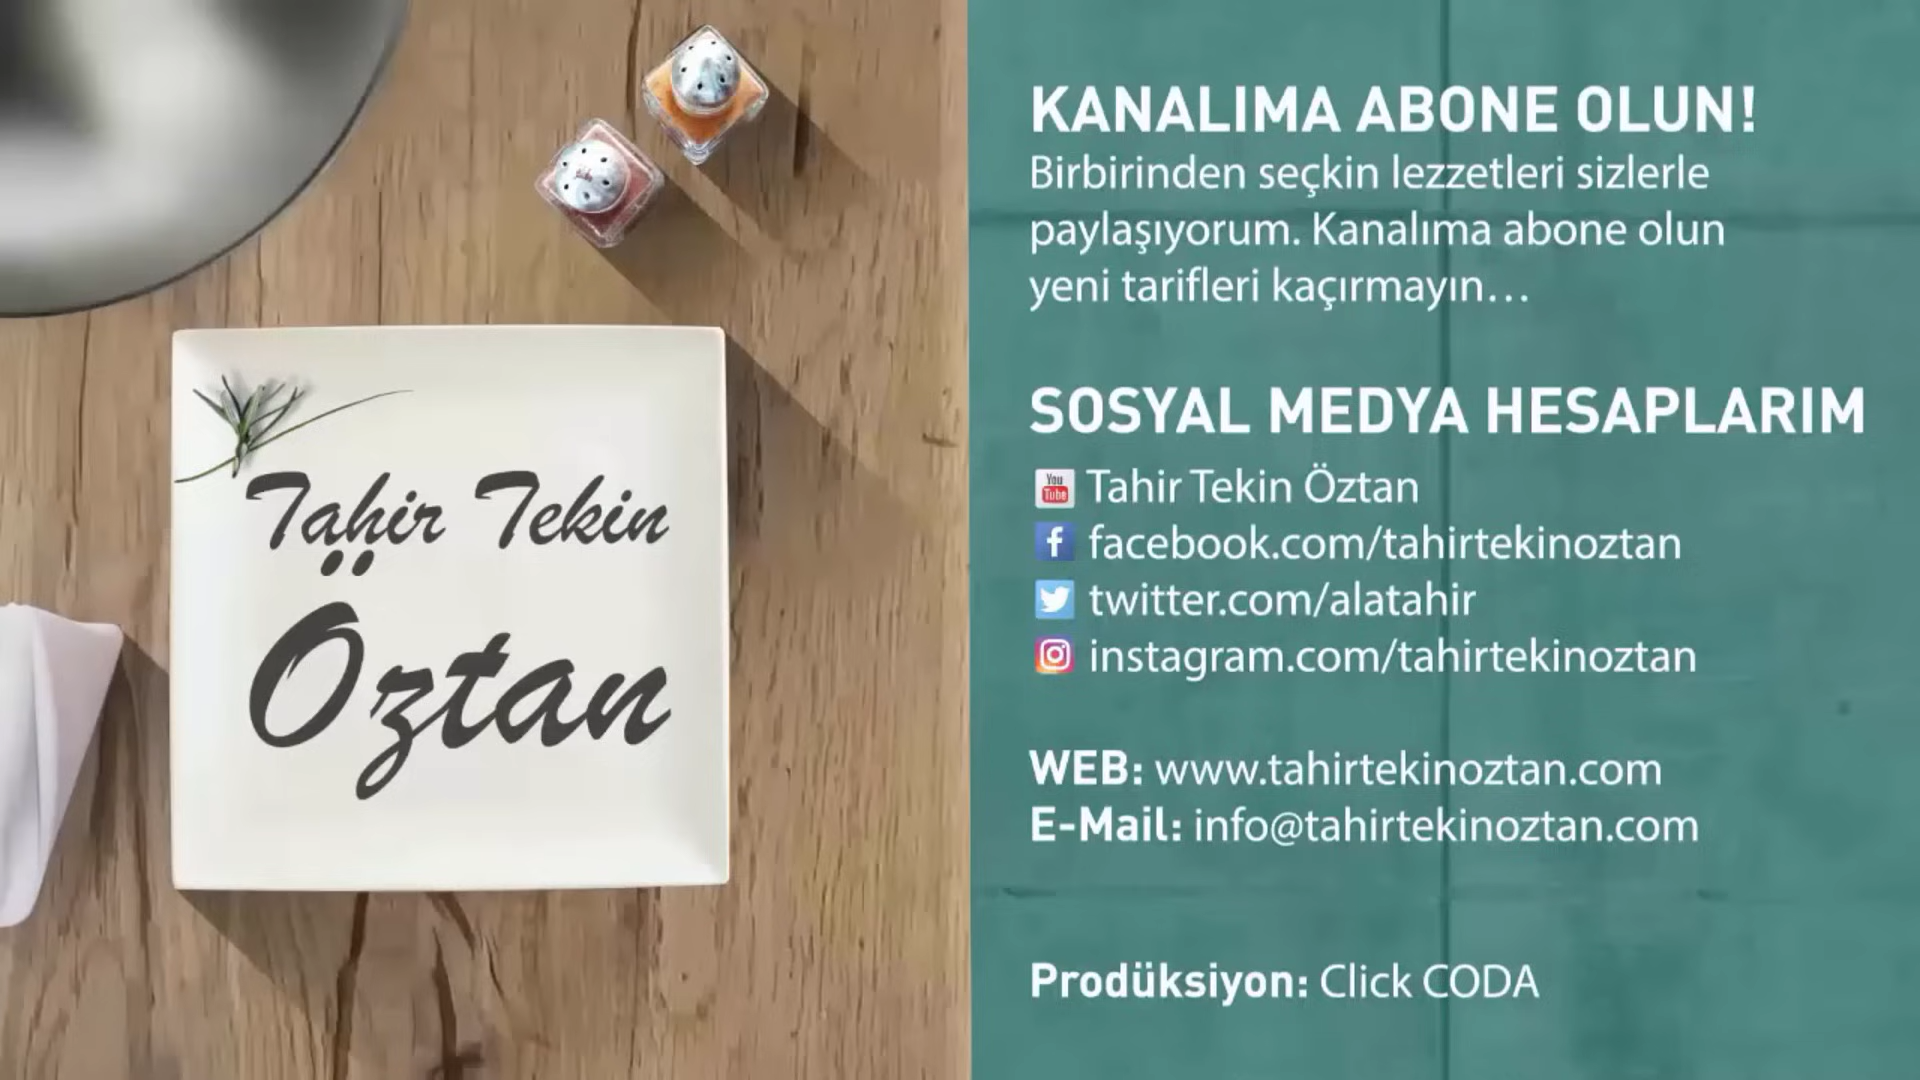 Tahir Tekin
Öztan
KANALIMA ABONE OLUN!
Birbirinden seçkin lezzetleri sizlerle
paylaşıyorum. Kanalıma abone olun
yeni tarifleri kaçırmayın…
SOSYAL MEDYA HESAPLARIM
You Tube Tahir Tekin Öztan
facebook.com/tahirtekinoztan
twitter.com/alatahir
instagram.com/tahirtekinoztan
WEB: www.tahirtekinoztan.com
E-Mail: info@tahirtekinoztan.com
Prodüksiyon: Click CODA